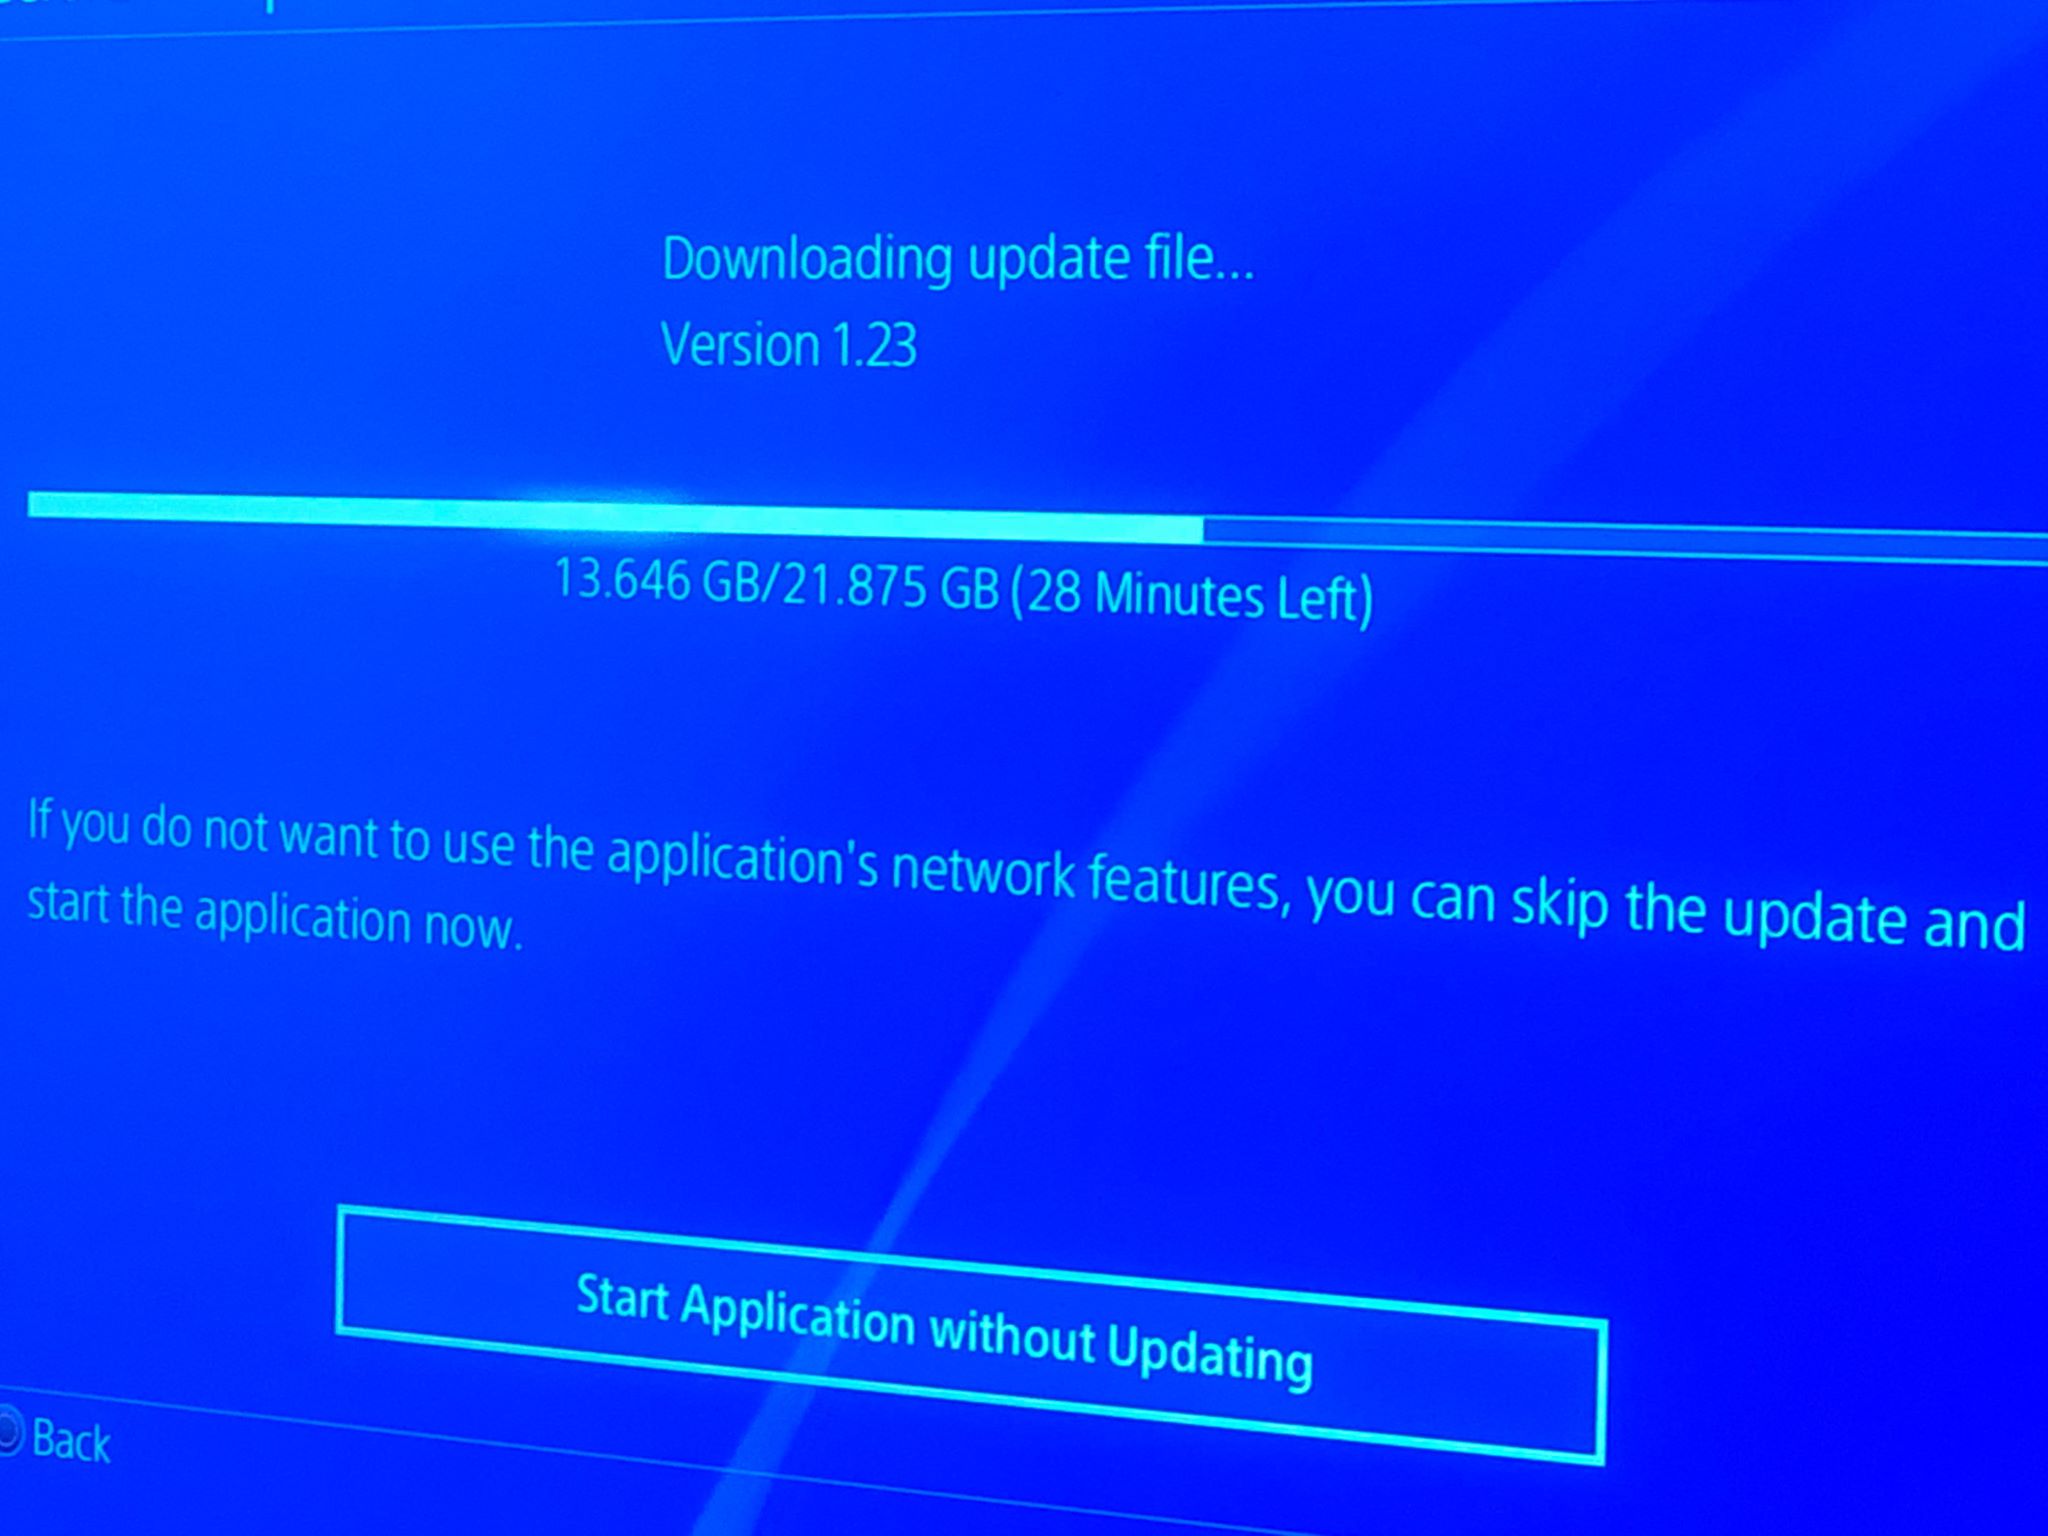 Downloading update file...
Version 1.23
13.646 GB/21.875 GB (28 Minutes Left)
If you do not want to use the application's network features, you can skip the update and
start the application now.
Start Application without Updating
Back